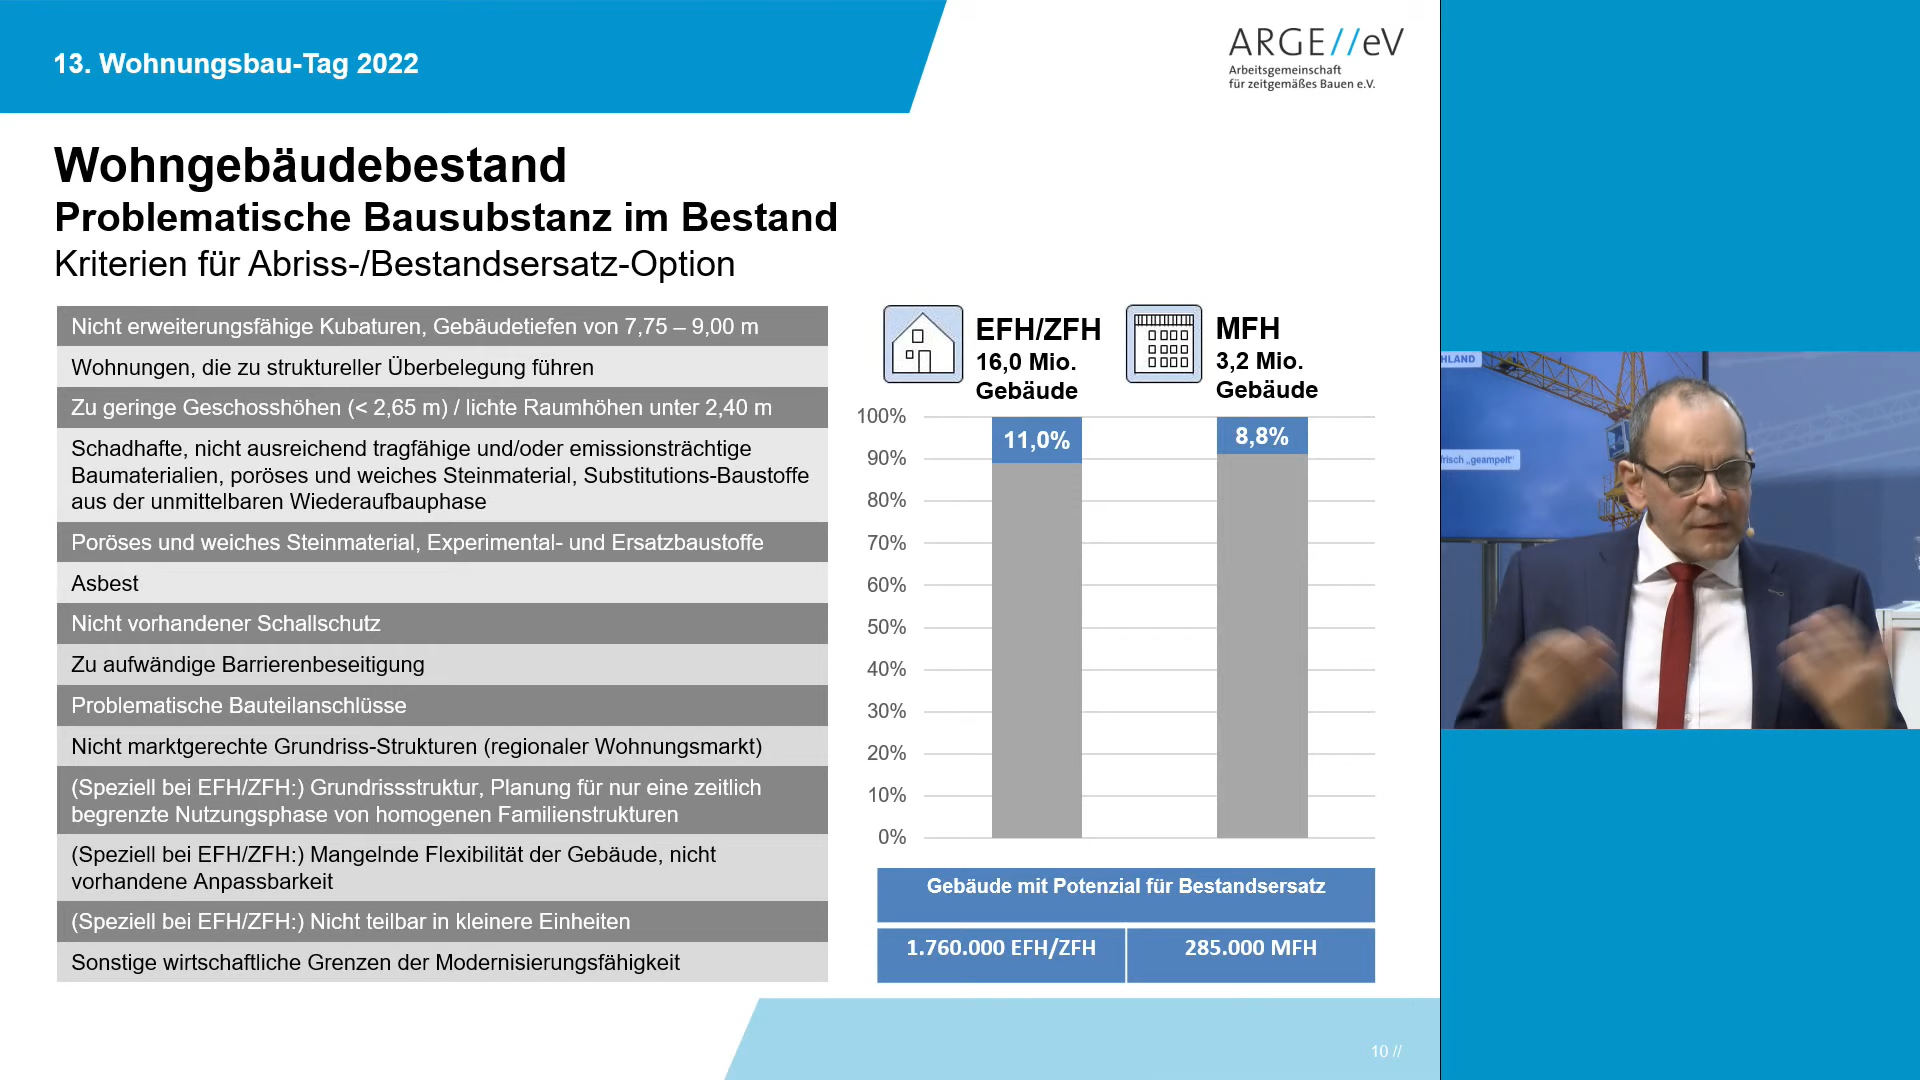 13. Wohnungsbau-Tag 2022
ARGE//eV
Arbeitsgemeinschaft
für zeitgemäßes Bauen e.V.
Wohngebäudebestand
Problematische Bausubstanz im Bestand
Kriterien für Abriss-/Bestandsersatz-Option
Nicht erweiterungsfähige Kubaturen, Gebäudetiefen von 7,75 – 9,00 m
Wohnungen, die zu struktureller Überbelegung führen
Zu geringe Geschosshöhen (< 2,65 m) / lichte Raumhöhen unter 2,40 m
Schadhafte, nicht ausreichend tragfähige und/oder emissionsträchtige
Baumaterialien, poröses und weiches Steinmaterial, Substitutions-Baustoffe
aus der unmittelbaren Wiederaufbauphase
Poröses und weiches Steinmaterial, Experimental- und Ersatzbaustoffe
Asbest
Nicht vorhandener Schallschutz
Zu aufwändige Barrierenbeseitigung
Problematische Bauteilanschlüsse
Nicht marktgerechte Grundriss-Strukturen (regionaler Wohnungsmarkt)
(Speziell bei EFH/ZFH:) Grundrissstruktur, Planung für nur eine zeitlich
begrenzte Nutzungsphase von homogenen Familienstrukturen
(Speziell bei EFH/ZFH:) Mangelnde Flexibilität der Gebäude, nicht
vorhandene Anpassbarkeit
(Speziell bei EFH/ZFH:) Nicht teilbar in kleinere Einheiten
Sonstige wirtschaftliche Grenzen der Modernisierungsfähigkeit
EFH/ZFH
16,0 Mio.
Gebäude
MFH
3,2 Mio.
Gebäude
100%
90%
80%
70%
60%
50%
40%
30%
20%
10%
0%
11,0%
8,8%
Gebäude mit Potenzial für Bestandsersatz
1.760.000 EFH/ZFH
285.000 MFH
10 //
HLAND
risch „geampelt"